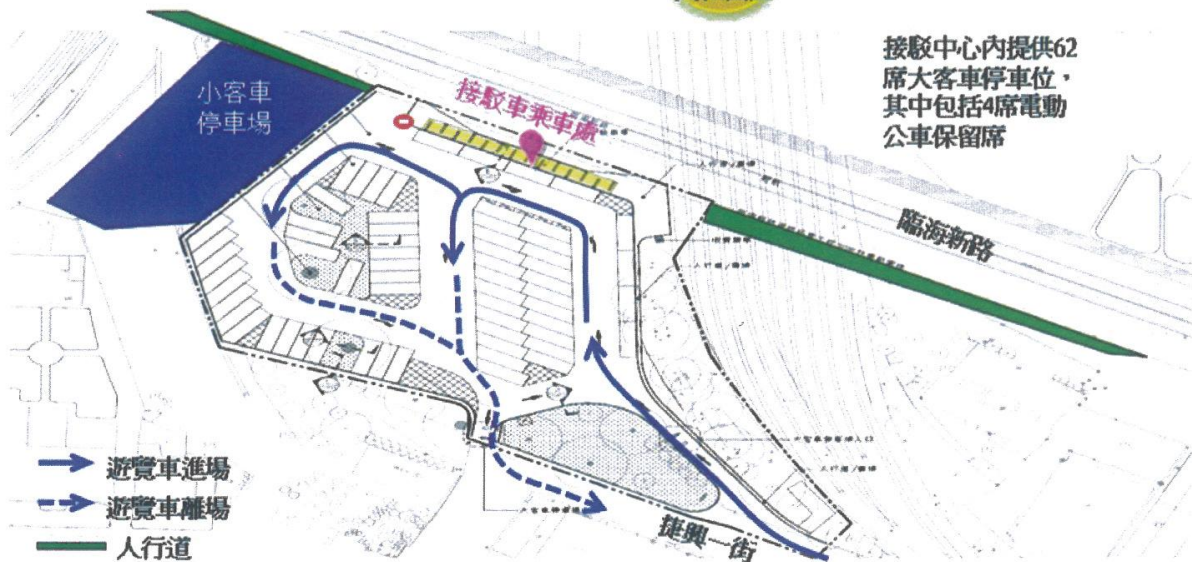 接駁中心內提供62
席大客車停車位，
其中包括4席電動
公車保留席
小客車
停車場
接駁車乘車處
臨海新路
遊覽車進場
遊覽車離場
人行道
捷興一街